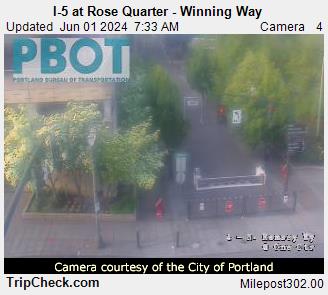 I-5 at Rose Quarter - Winning Way
Updated Jun 01 2024 7:33 AM Camera 4
PBOT
PORTLAND BUREAU OF TRANSPORTATION
Camera courtesy of the City of Portland
TripCheck.com Milepost302.00